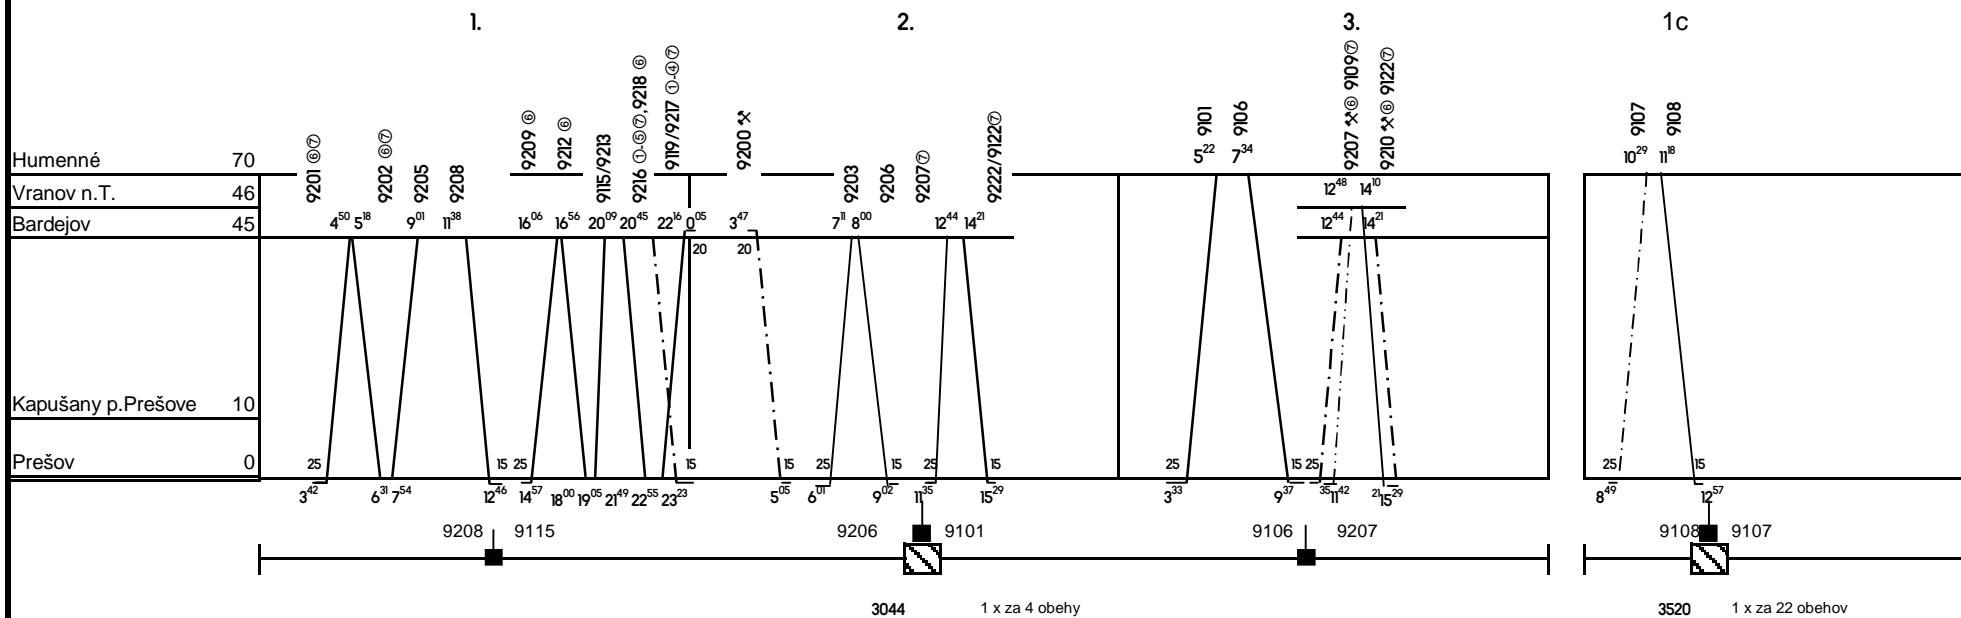 1. 2. 3. 1c
9201 ⑥⑦
9202 ⑥⑦
9205
9208
9209 ⑥
9212 ⑥
9115/9213
9216 ①-⑤⑦,9218 ⑥
9119/9217 ①-④⑦
9200 ⚒
9203
9206
9207⑦
9222/9122⑦
9101
9106
9207 ⚒⑥ 9109⑦
9210 ⚒⑥ 9122⑦
9107
9108
Humenné 70 5²² 7³⁴ 10²⁹ 11¹⁸
Vranov n.T. 46 12⁴⁸ 14¹⁰
Bardejov 45 4⁵⁰ 5¹⁸ 9⁰¹ 11³⁸ 16⁰⁶ 16⁵⁶ 20⁰⁹ 20⁴⁵ 22¹⁶ 0⁰⁵ 3⁴⁷ 7¹¹ 8⁰⁰ 12⁴⁴ 14²¹ 12⁴⁴ 14²¹
20 20
Kapušany p.Prešove 10
Prešov 0 25 15 25 15 15 25 15 25 15 25 15 25 25 15
3⁴² 6³¹ 7⁵⁴ 12⁴⁶ 14⁵⁷ 18⁰⁰ 19⁰⁵ 21⁴⁹ 22⁵⁵ 23²³ 5⁰⁵ 6⁰¹ 9⁰² 11³⁵ 15²⁹ 3³³ 9³⁷ ³⁵11⁴² ²¹15²⁹ 8⁴⁹ 12⁵⁷
9208 9115 9206 9101 9106 9207 9108 9107
3044 1 x za 4 obehy 3520 1 x za 22 obehov